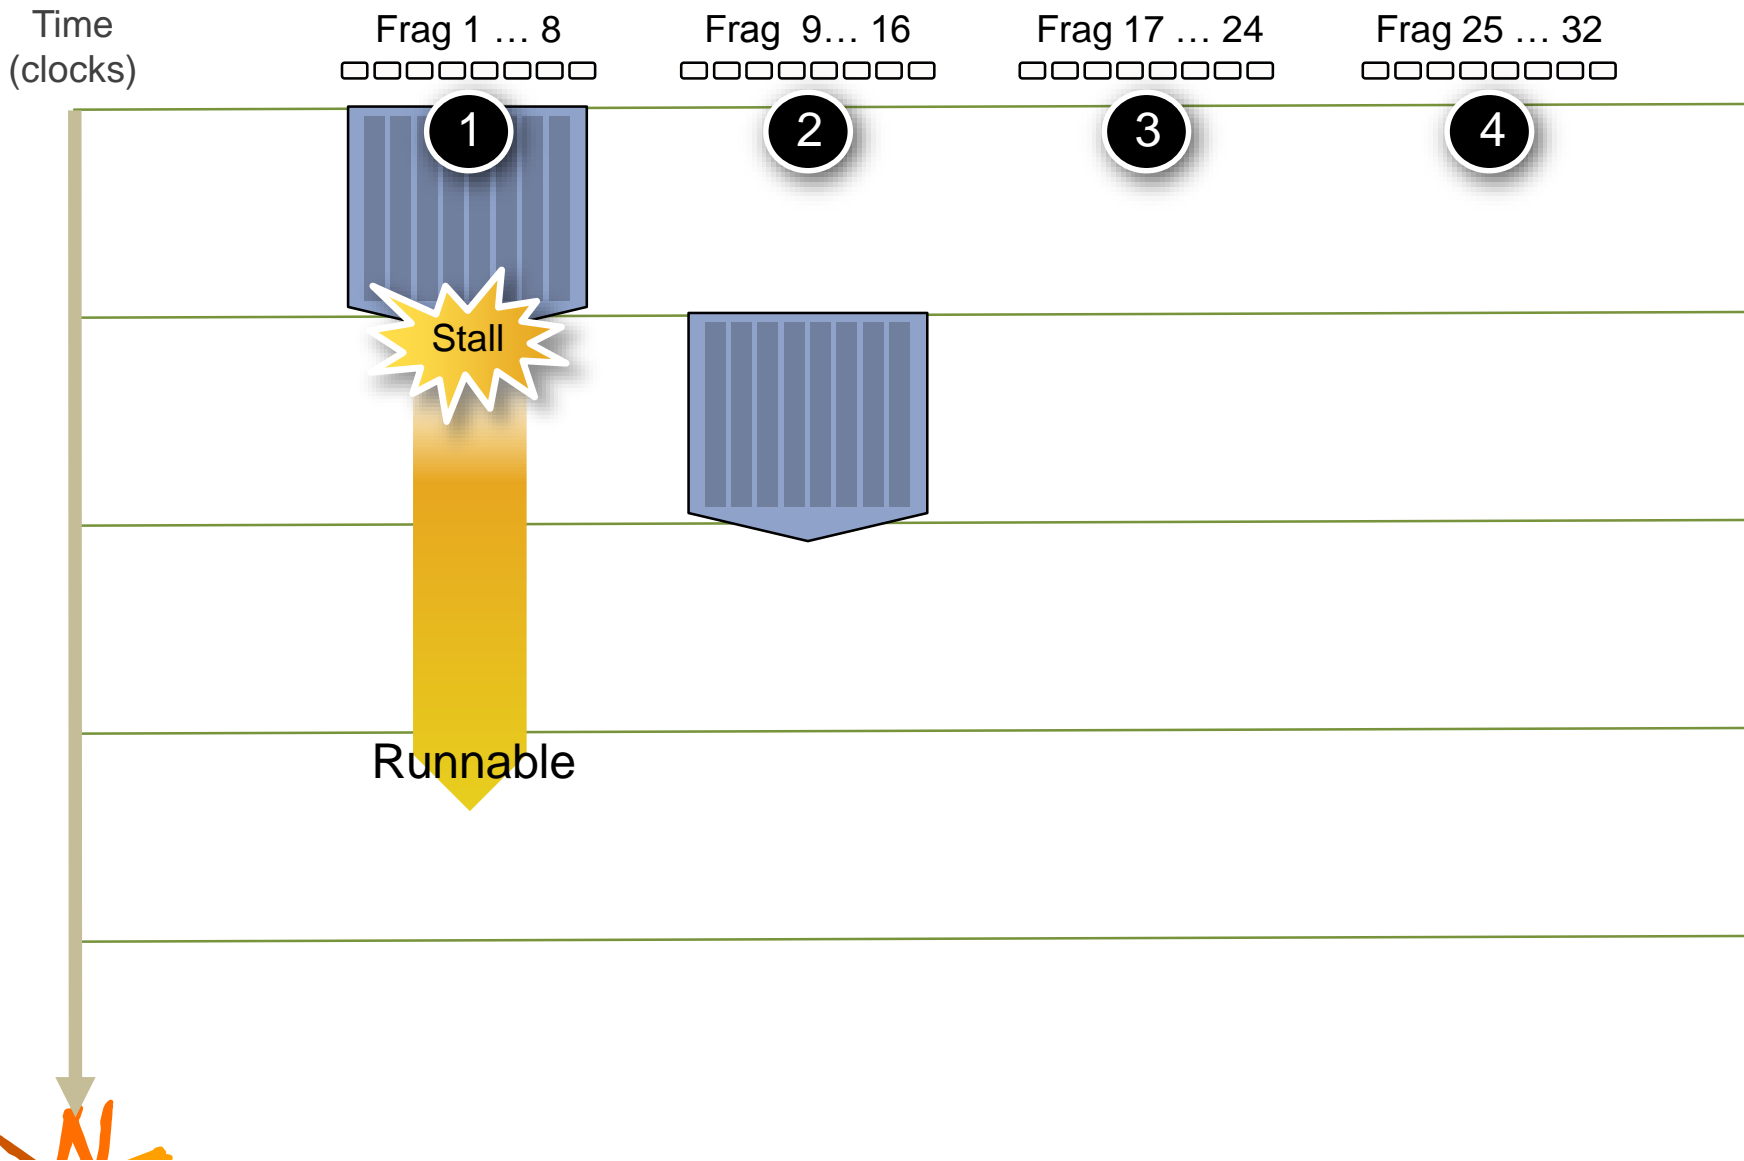 Time
(clocks)
Frag 1 … 8
Frag  9… 16
Frag 17 … 24
Frag 25 … 32
1
2
3
4
Stall
Runnable